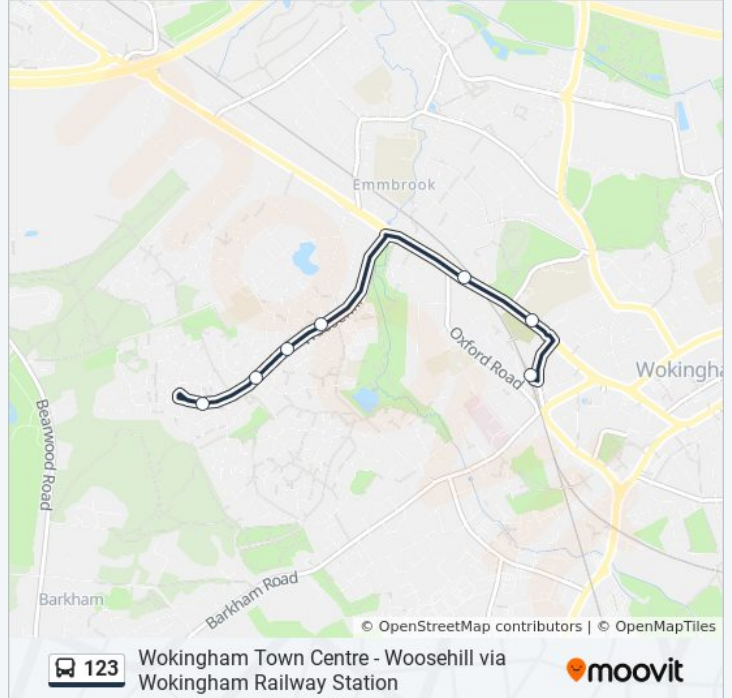 Emmbrook
Oxford Road
Wokingha
Bearwood Road
Barkham Road
Barkham
© OpenStreetMap contributors | © OpenMapTiles
123
Wokingham Town Centre - Woosehill via
Wokingham Railway Station
moovit